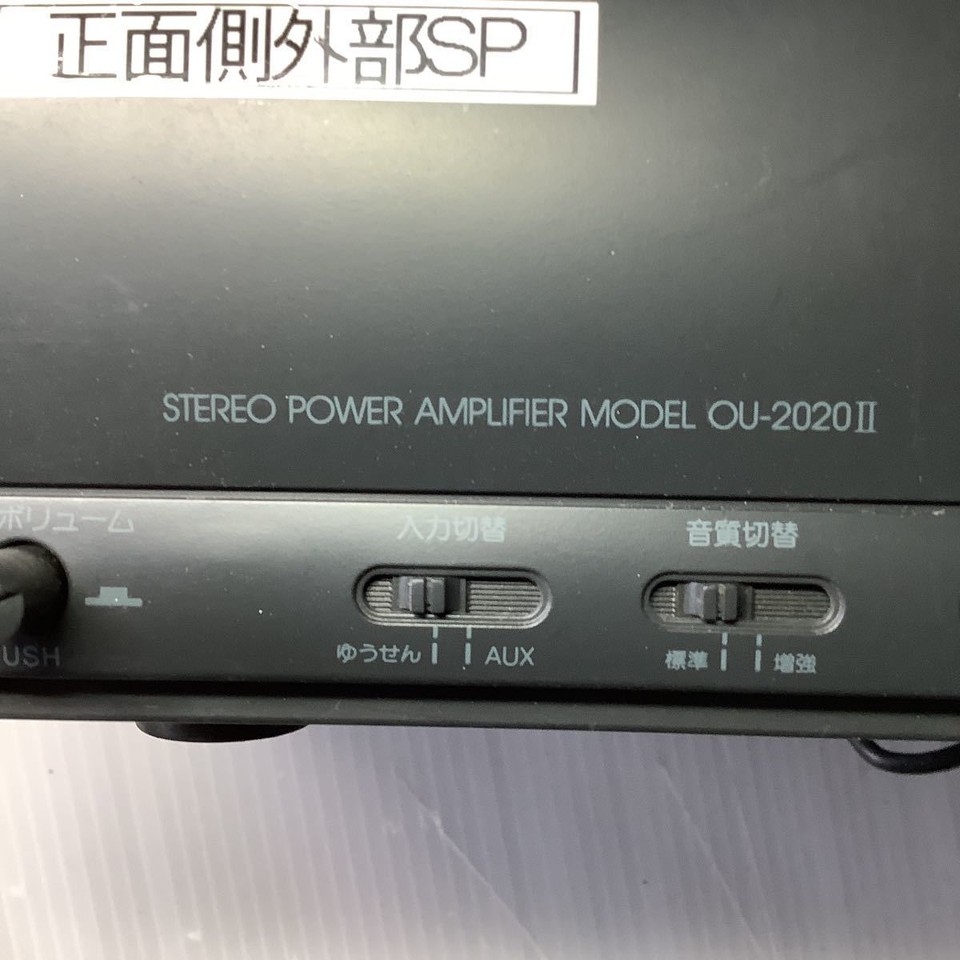 正面側外部SP
STEREO POWER AMPLIFIER MODEL OU-2020II
ボリューム 入力切替 音質切替
USH ゆうせん AUX 標準 増強